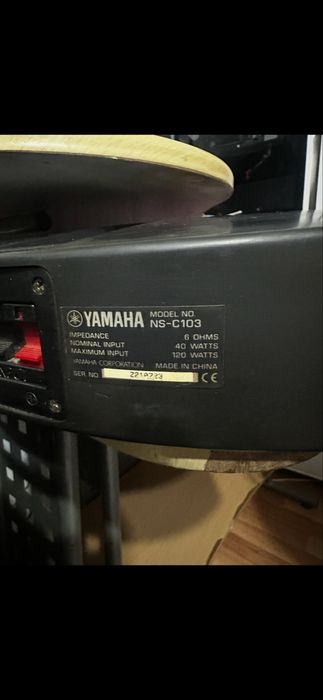 YAMAHA MODEL NO. NS-C103
IMPEDANCE 6 OHMS
NOMINAL INPUT 40 WATTS
MAXIMUM INPUT 120 WATTS
YAMAHA CORPORATION MADE IN CHINA
SER NO CE